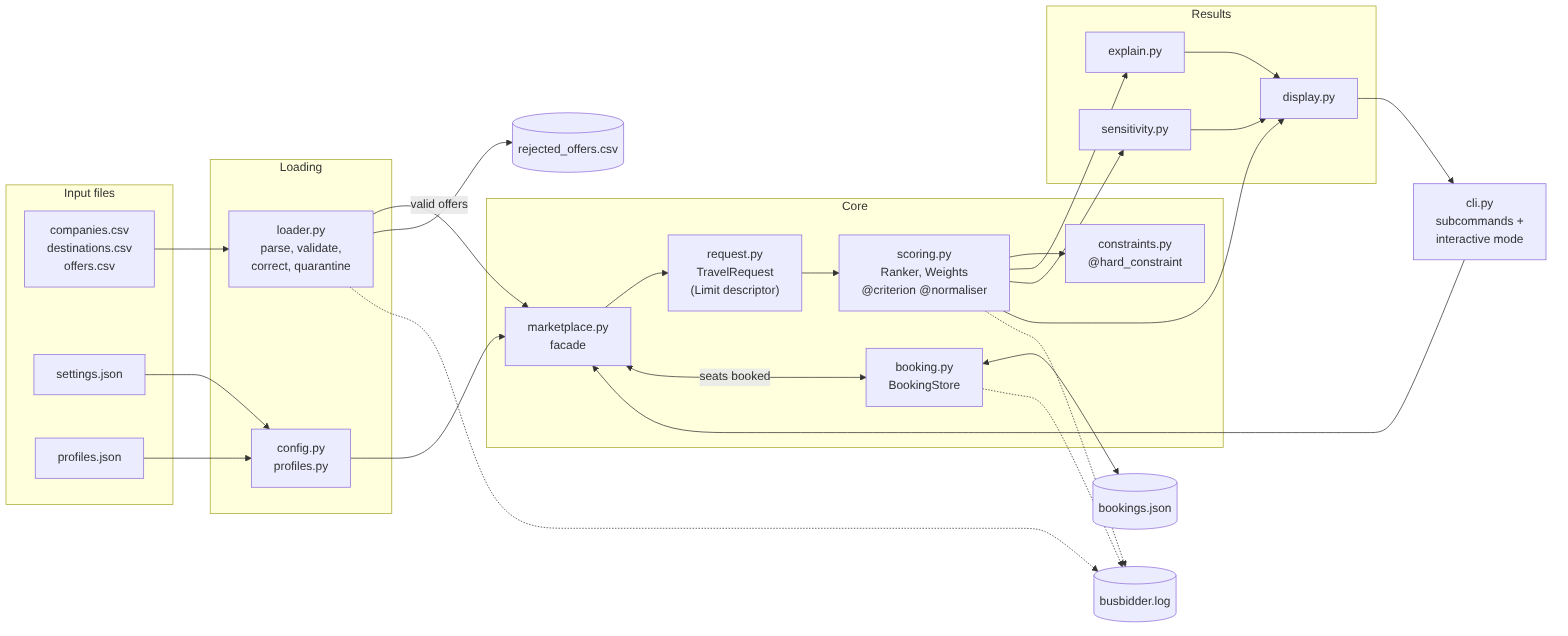 Input files
companies.csv
destinations.csv
offers.csv
settings.json
profiles.json
Loading
loader.py
parse, validate,
correct, quarantine
config.py
profiles.py
valid offers
rejected_offers.csv
Core
marketplace.py
facade
request.py
TravelRequest
(Limit descriptor)
scoring.py
Ranker, Weights
@criterion @normaliser
constraints.py
@hard_constraint
seats booked
booking.py
BookingStore
Results
explain.py
sensitivity.py
display.py
cli.py
subcommands +
interactive mode
bookings.json
busbidder.log